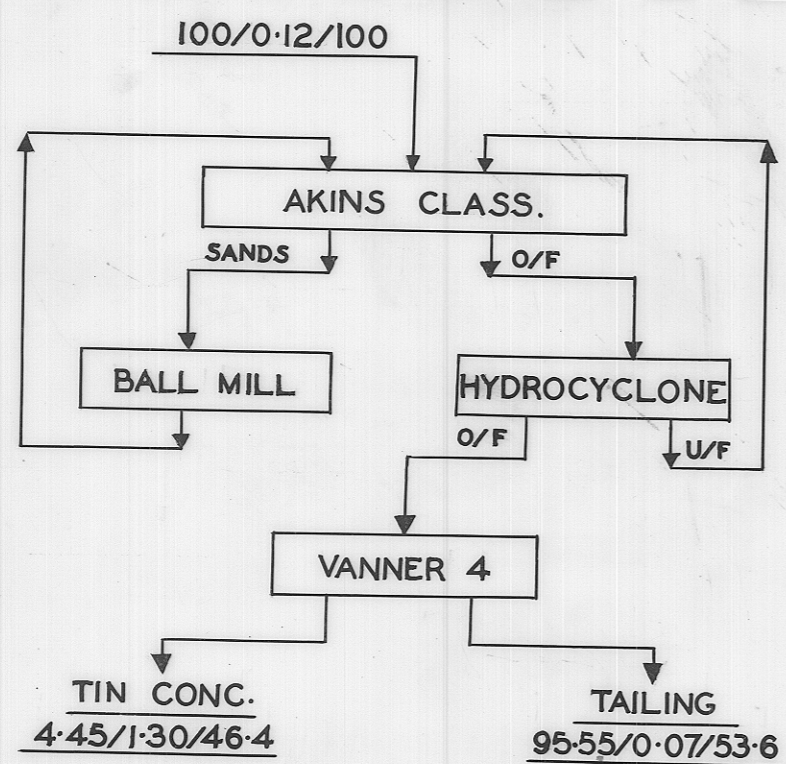 100/0·12/100
AKINS CLASS.
SANDS
O/F
BALL MILL
HYDROCYCLONE
O/F
U/F
VANNER 4
TIN CONC.
4·45/1·30/46·4
TAILING
95·55/0·07/53·6